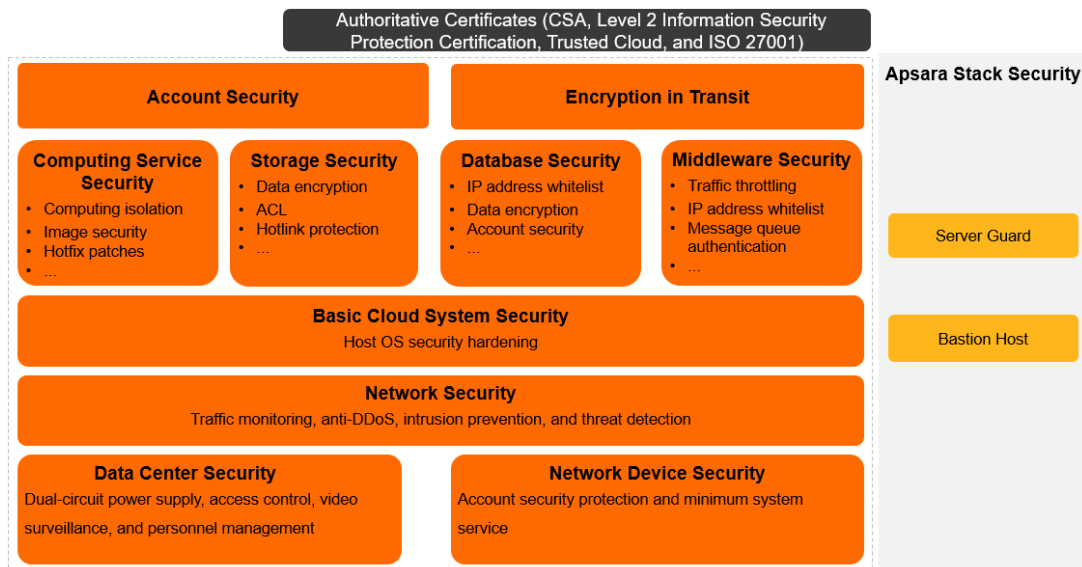 Authoritative Certificates (CSA, Level 2 Information Security
Protection Certification, Trusted Cloud, and ISO 27001)
Account Security
Encryption in Transit
Computing Service
Security
• Computing isolation
• Image security
• Hotfix patches
• ...
Storage Security
• Data encryption
• ACL
• Hotlink protection
• ...
Database Security
• IP address whitelist
• Data encryption
• Account security
• ...
Middleware Security
• Traffic throttling
• IP address whitelist
• Message queue
authentication
• ...
Basic Cloud System Security
Host OS security hardening
Network Security
Traffic monitoring, anti-DDoS, intrusion prevention, and threat detection
Data Center Security
Dual-circuit power supply, access control, video
surveillance, and personnel management
Network Device Security
Account security protection and minimum system
service
Apsara Stack Security
Server Guard
Bastion Host